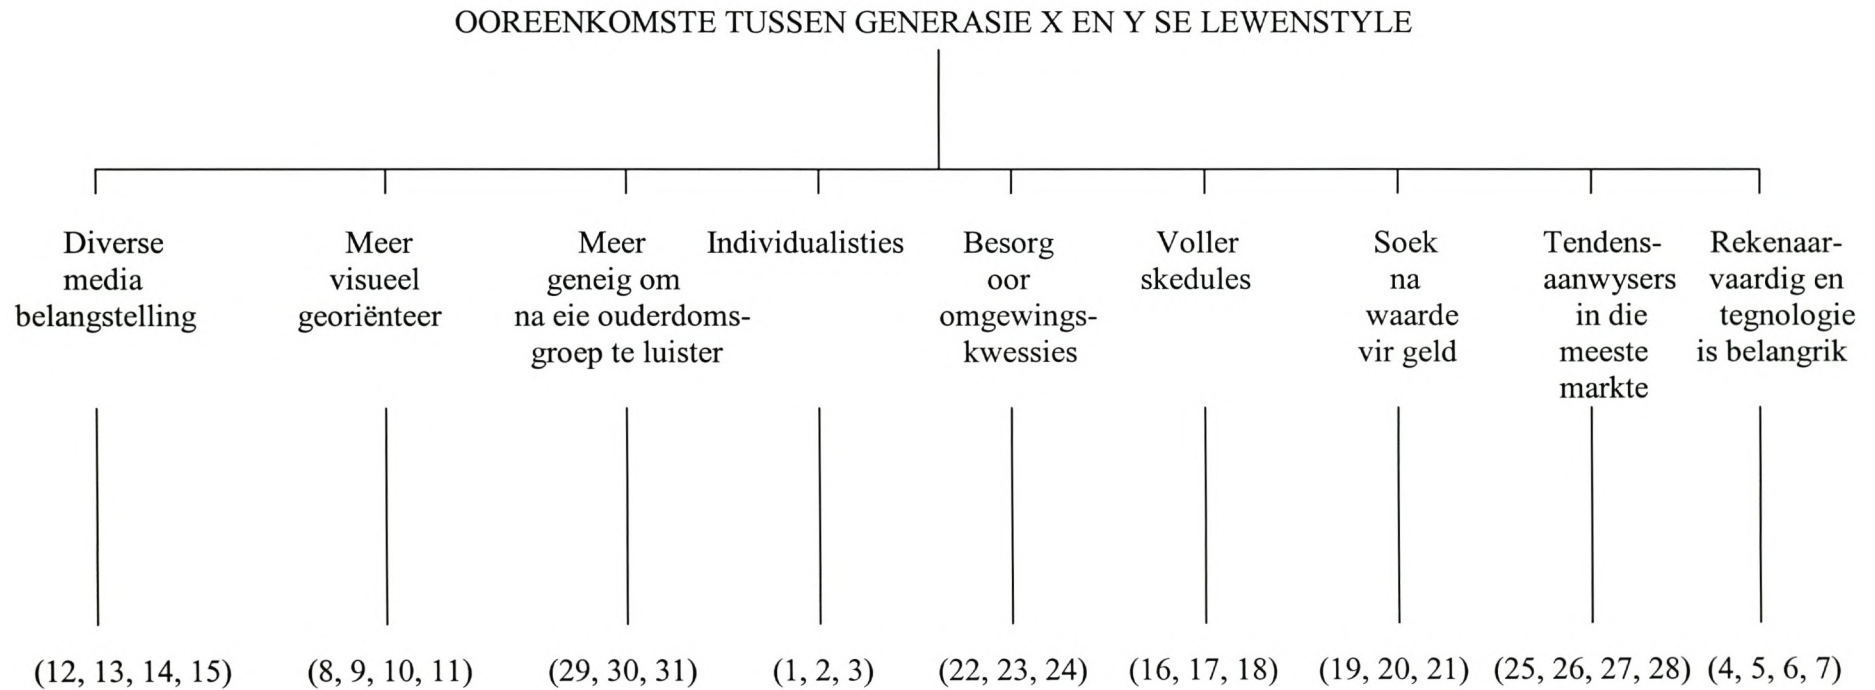 OOREENKOMSTE TUSSEN GENERASIE X EN Y SE LEWENSTYLE
Diverse
media
belangstelling
Meer
visueel
georiënteer
Meer
geneig om
na eie ouderdoms-
groep te luister
Individualisties
Besorg
oor
omgewings-
kwessies
Voller
skedules
Soek
na
waarde
vir geld
Tendens-
aanwysers
in die
meeste
markte
Rekenaar-
vaardig en
tegnologie
is belangrik
(12, 13, 14, 15)
(8, 9, 10, 11)
(29, 30, 31)
(1, 2, 3)
(22, 23, 24)
(16, 17, 18)
(19, 20, 21)
(25, 26, 27, 28)
(4, 5, 6, 7)